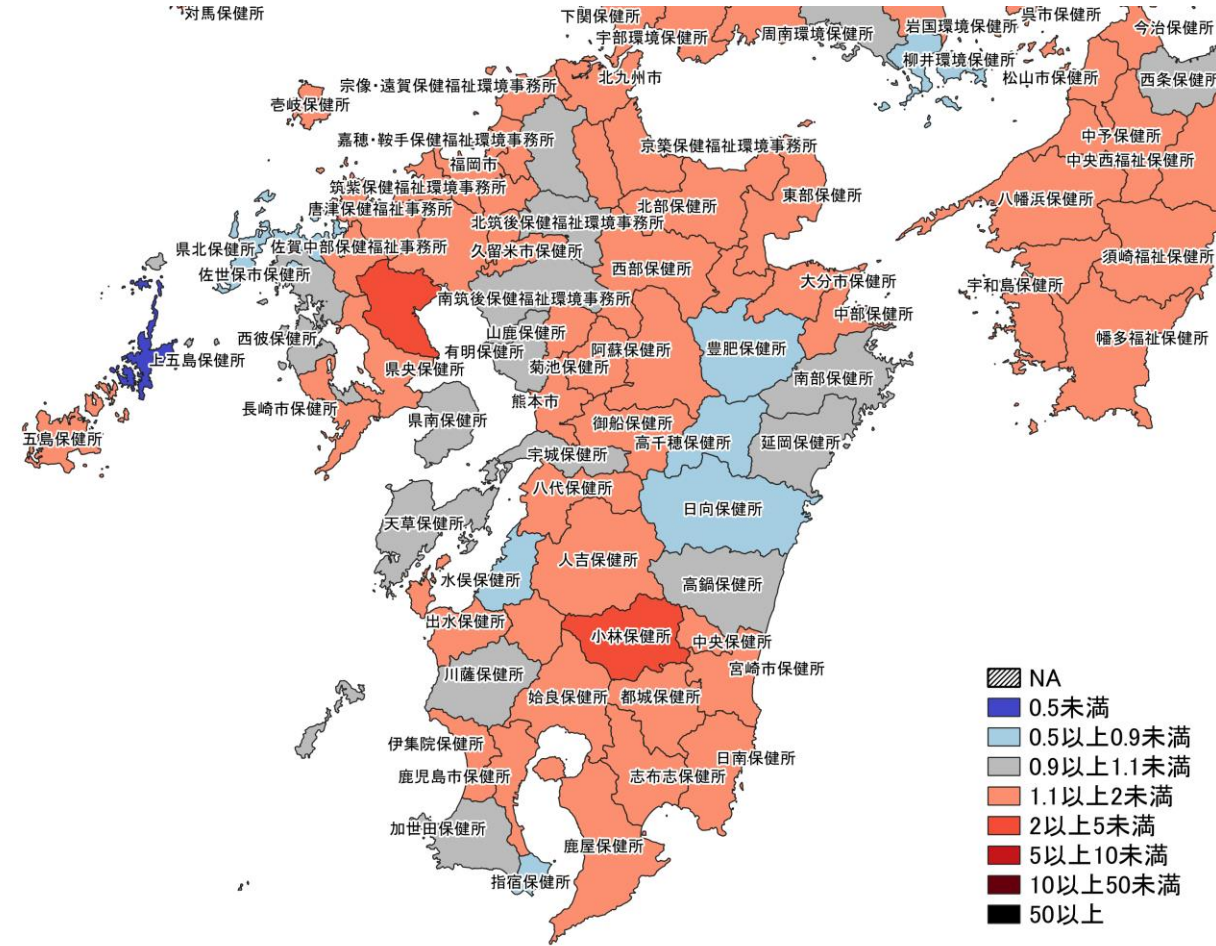 対馬保健所
下関保健所
宇部環境保健所
周南環境保健所
岩国環境保健所
呉市保健所
今治保健所
柳井環境保健所
松山市保健所
西条保健所
北九州市
宗像・遠賀保健福祉環境事務所
壱岐保健所
嘉穂・鞍手保健福祉環境事務所
京築保健福祉環境事務所
福岡市
中予保健所
中央西福祉保健所
筑紫保健福祉環境事務所
東部保健所
八幡浜保健所
唐津保健福祉事務所
北部保健所
北筑後保健福祉環境事務所
県北保健所
佐賀中部保健福祉事務所
久留米市保健所
西部保健所
須崎福祉保健所
佐世保市保健所
大分市保健所
宇和島保健所
南筑後保健福祉環境事務所
中部保健所
西彼保健所
山鹿保健所
幡多福祉保健所
有明保健所
阿蘇保健所
豊肥保健所
上五島保健所
県央保健所
菊池保健所
南部保健所
長崎市保健所
熊本市
県南保健所
御船保健所
五島保健所
高千穂保健所
延岡保健所
宇城保健所
八代保健所
日向保健所
天草保健所
人吉保健所
水俣保健所
高鍋保健所
出水保健所
小林保健所
中央保健所
宮崎市保健所
川薩保健所
姶良保健所
都城保健所
伊集院保健所
日南保健所
鹿児島市保健所
志布志保健所
加世田保健所
鹿屋保健所
指宿保健所
NA
0.5未満
0.5以上0.9未満
0.9以上1.1未満
1.1以上2未満
2以上5未満
5以上10未満
10以上50未満
50以上